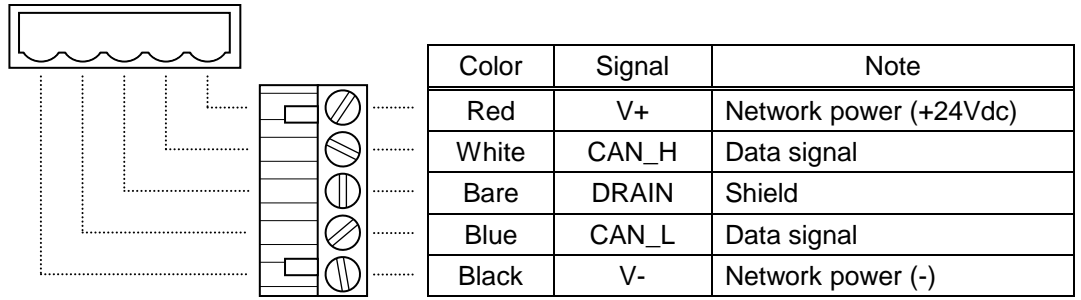 Color Signal Note
Red V+ Network power (+24Vdc)
White CAN_H Data signal
Bare DRAIN Shield
Blue CAN_L Data signal
Black V- Network power (-)